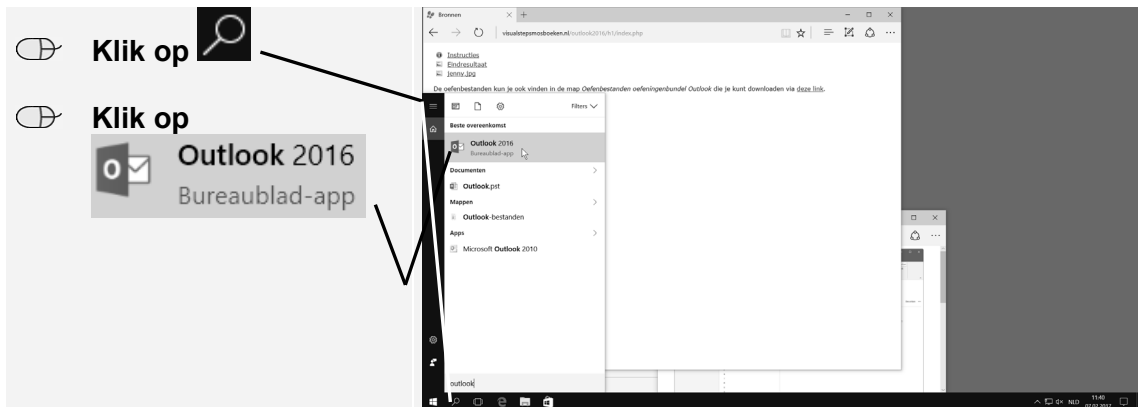 Klik op
Klik op
Outlook 2016
Bureaublad-app
Bronnen
visualstepsmosboeken.nl/outlook2016/h1/index.php
Instructies
Eindresultaat
Jenny.jpg
De oefenbestanden kun je ook vinden in de map Oefenbestanden oefeningenbundel Outlook die je kunt downloaden via deze link.
Filters
Beste overeenkomst
Outlook 2016
Bureaublad-app
Documenten
Outlook.pst
Mappen
Outlook-bestanden
Apps
Microsoft Outlook 2010
outlook
NLD
11:40
07.02.2017